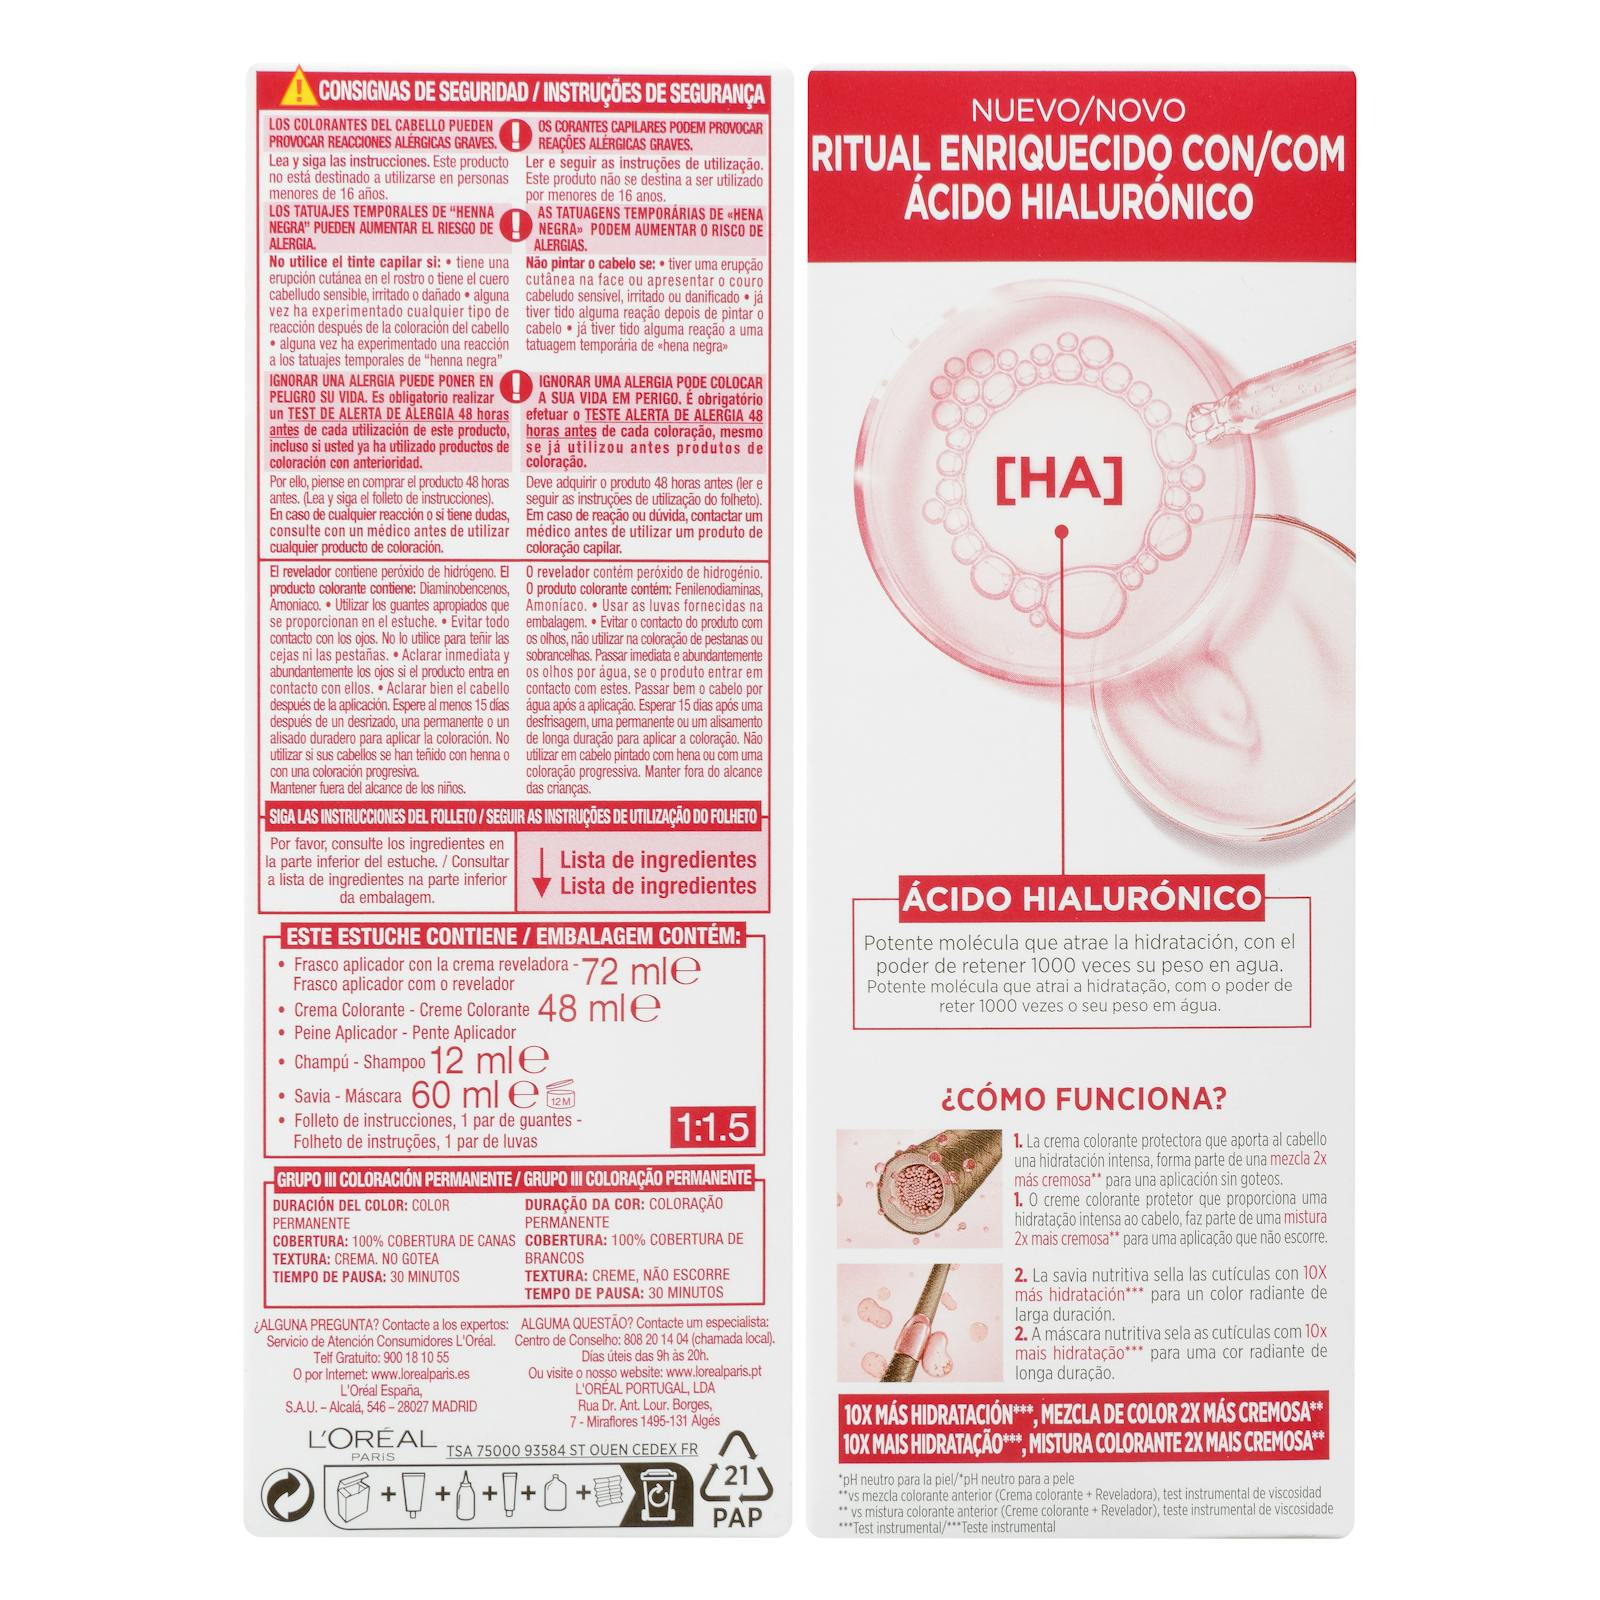 CONSIGNAS DE SEGURIDAD / INSTRUÇÕES DE SEGURANÇA
LOS COLORANTES DEL CABELLO PUEDEN
PROVOCAR REACCIONES ALÉRGICAS GRAVES.
Lea y siga las instrucciones. Este producto
no está destinado a utilizarse en personas
menores de 16 años.
LOS TATUAJES TEMPORALES DE “HENNA
NEGRA” PUEDEN AUMENTAR EL RIESGO DE
ALERGIA.
No utilice el tinte capilar si: • tiene una
erupción cutánea en el rostro o tiene el cuero
cabelludo sensible, irritado o dañado • alguna
vez ha experimentado cualquier tipo de
reacción después de la coloración del cabello
• alguna vez ha experimentado una reacción
a los tatuajes temporales de "henna negra"
IGNORAR UNA ALERGIA PUEDE PONER EN
PELIGRO SU VIDA. Es obligatorio realizar
un TEST DE ALERTA DE ALERGIA 48 horas
antes de cada utilización de este producto,
incluso si usted ya ha utilizado productos de
coloración con anterioridad.
Por ello, piense en comprar el producto 48 horas
antes. (Lea y siga el folleto de instrucciones).
En caso de cualquier reacción o si tiene dudas,
consulte con un médico antes de utilizar
cualquier producto de coloración.
OS CORANTES CAPILARES PODEM PROVOCAR
REAÇÕES ALÉRGICAS GRAVES.
Ler e seguir as instruções de utilização.
Este produto não se destina a ser utilizado
por menores de 16 anos.
AS TATUAGENS TEMPORÁRIAS DE «HENA
NEGRA» PODEM AUMENTAR O RISCO DE
ALERGIAS.
Não pintar o cabelo se: • tiver uma erupção
cutânea na face ou apresentar o couro
cabeludo sensível, irritado ou danificado • já
tiver tido alguma reação depois de pintar o
cabelo • já tiver tido alguma reação a uma
tatuagem temporária de «hena negra»
IGNORAR UMA ALERGIA PODE COLOCAR
A SUA VIDA EM PERIGO. É obrigatório
efetuar o TESTE ALERTA DE ALERGIA 48
horas antes de cada coloração, mesmo
se já utilizou antes produtos de
coloração.
Deve adquirir o produto 48 horas antes (ler e
seguir as instruções de utilização do folheto).
Em caso de reação ou dúvida, contactar um
médico antes de utilizar um produto de
coloração capilar.
El revelador contiene peróxido de hidrógeno. El
producto colorante contiene: Diaminobencenos,
Amoniaco. • Utilizar los guantes apropiados que
se proporcionan en el estuche. • Evitar todo
contacto con los ojos. No lo utilice para teñir las
cejas ni las pestañas. • Aclarar inmediata y
abundantemente los ojos si el producto entra en
contacto con ellos. • Aclarar bien el cabello
después de la aplicación. Espere al menos 15 días
después de un desrizado, una permanente o un
alisado duradero para aplicar la coloración. No
utilizar si sus cabellos se han teñido con henna o
con una coloración progresiva.
Mantener fuera del alcance de los niños.
O revelador contém peróxido de hidrogénio.
O produto colorante contém: Fenilenodiaminas,
Amoníaco. • Usar as luvas fornecidas na
embalagem. • Evitar o contacto do produto com
os olhos, não utilizar na coloração de pestanas ou
sobrancelhas. Passar imediata e abundantemente
os olhos por água, se o produto entrar em
contacto com estes. Passar bem o cabelo por
água após a aplicação. Esperar 15 dias após uma
desfrisagem, uma permanente ou um alisamento
de longa duração para aplicar a coloração. Não
utilizar em cabelo pintado com hena ou com uma
coloração progressiva. Manter fora do alcance
das crianças.
SIGA LAS INSTRUCCIONES DEL FOLLETO / SEGUIR AS INSTRUÇÕES DE UTILIZAÇÃO DO FOLHETO
Por favor, consulte los ingredientes en
la parte inferior del estuche. / Consultar
a lista de ingredientes na parte inferior
da embalagem.
Lista de ingredientes
Lista de ingredientes
ESTE ESTUCHE CONTIENE / EMBALAGEM CONTÉM:
• Frasco aplicador con la crema reveladora - 72 ml e
Frasco aplicador com o revelador
• Crema Colorante - Creme Colorante 48 ml e
• Peine Aplicador - Pente Aplicador
• Champú - Shampoo 12 ml e
• Savia - Máscara 60 ml e 12M
• Folleto de instrucciones, 1 par de guantes -
Folheto de instruções, 1 par de luvas
1:1.5
GRUPO III COLORACIÓN PERMANENTE / GRUPO III COLORAÇÃO PERMANENTE
DURACIÓN DEL COLOR: COLOR
PERMANENTE
COBERTURA: 100% COBERTURA DE CANAS
TEXTURA: CREMA. NO GOTEA
TIEMPO DE PAUSA: 30 MINUTOS
DURAÇÃO DA COR: COLORAÇÃO
PERMANENTE
COBERTURA: 100% COBERTURA DE
BRANCOS
TEXTURA: CREME, NÃO ESCORRE
TEMPO DE PAUSA: 30 MINUTOS
¿ALGUNA PREGUNTA? Contacte a los expertos:
Servicio de Atención Consumidores L'Oréal.
Telf Gratuito: 900 18 10 55
O por Internet: www.lorealparis.es
L'Oréal España,
S.A.U. – Alcalá, 546 – 28027 MADRID
ALGUMA QUESTÃO? Contacte um especialista:
Centro de Conselho: 808 20 14 04 (chamada local).
Días úteis das 9h às 20h.
Ou visite o nosso website: www.lorealparis.pt
L'ORÉAL PORTUGAL, LDA
Rua Dr. Ant. Lour. Borges,
7 - Miraflores 1495-131 Algés
L'ORÉAL
PARIS
TSA 75000 93584 ST OUEN CEDEX FR
+ + + + +
21
PAP
NUEVO/NOVO
RITUAL ENRIQUECIDO CON/COM
ÁCIDO HIALURÓNICO
[HA]
ÁCIDO HIALURÓNICO
Potente molécula que atrae la hidratación, con el
poder de retener 1000 veces su peso en agua.
Potente molécula que atrai a hidratação, com o poder de
reter 1000 vezes o seu peso em água.
¿CÓMO FUNCIONA?
1. La crema colorante protectora que aporta al cabello
una hidratación intensa, forma parte de una mezcla 2x
más cremosa** para una aplicación sin goteos.
1. O creme colorante protetor que proporciona uma
hidratação intensa ao cabelo, faz parte de uma mistura
2x mais cremosa** para uma aplicação que não escorre.
2. La savia nutritiva sella las cutículas con 10X
más hidratación*** para un color radiante de
larga duración.
2. A máscara nutritiva sela as cutículas com 10x
mais hidratação*** para uma cor radiante de
longa duração.
10X MÁS HIDRATACIÓN***, MEZCLA DE COLOR 2X MÁS CREMOSA**
10X MAIS HIDRATAÇÃO***, MISTURA COLORANTE 2X MAIS CREMOSA**
*pH neutro para la piel/*pH neutro para a pele
**vs mezcla colorante anterior (Crema colorante + Reveladora), test instrumental de viscosidad
** vs mistura colorante anterior (Creme colorante + Revelador), teste instrumental de viscosidade
***Test instrumental/***Teste instrumental